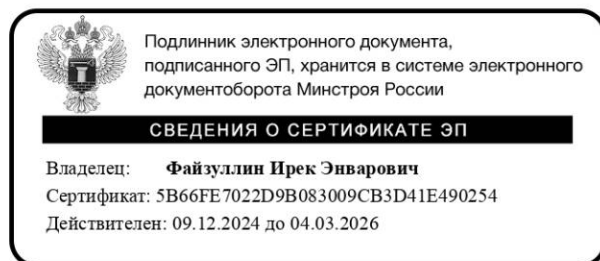 Подлинник электронного документа,
подписанного ЭП, хранится в системе электронного
документоборота Минстроя России
СВЕДЕНИЯ О СЕРТИФИКАТЕ ЭП
Владелец: Файзуллин Ирек Энварович
Сертификат: 5B66FE7022D9B083009CB3D41E490254
Действителен: 09.12.2024 до 04.03.2026